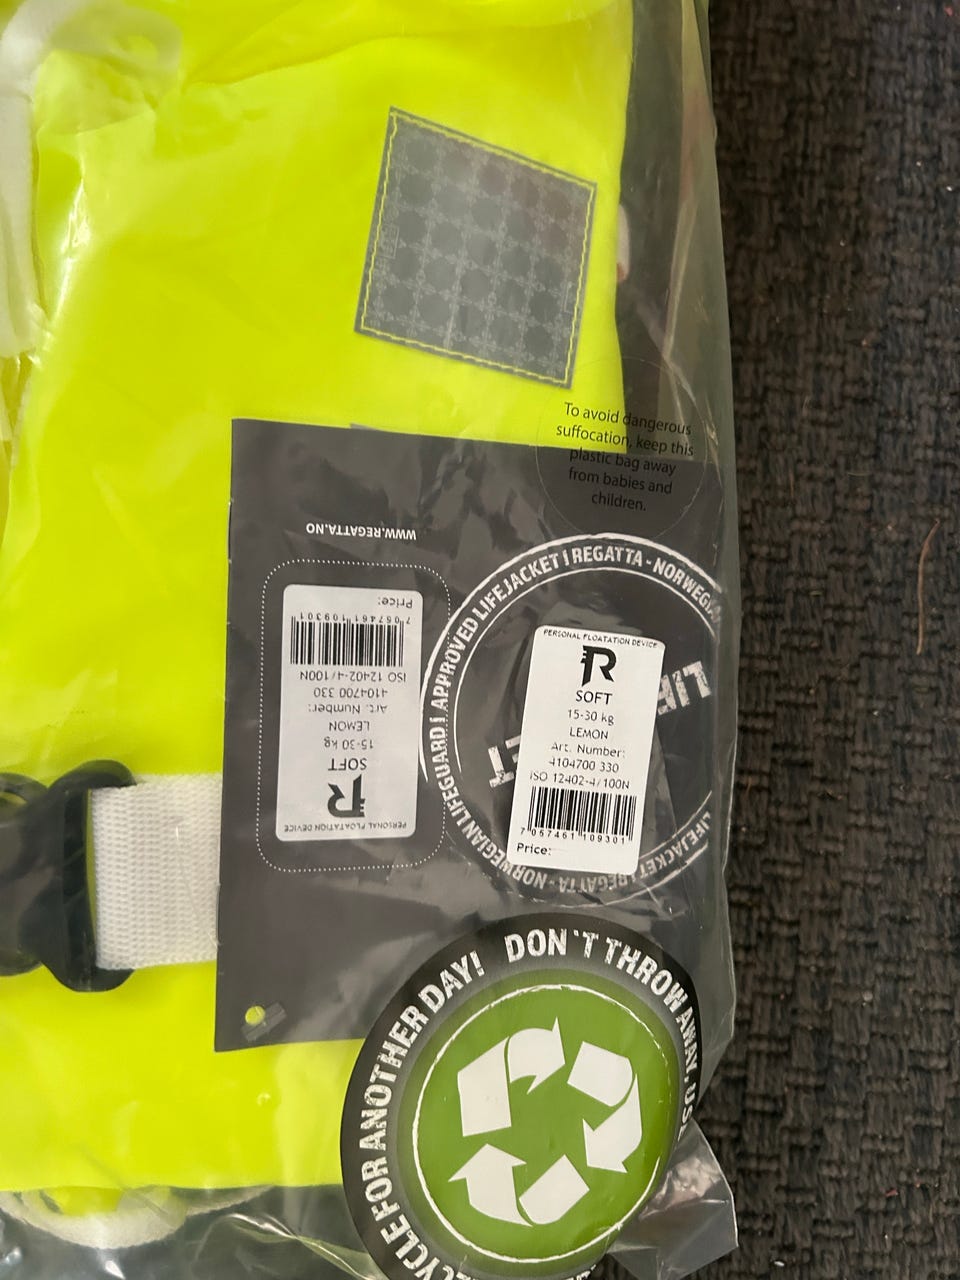 To avoid dangerous
suffocation, keep this
plastic bag away
from babies and
children.
WWW.REGATTA.NO
PERSONAL FLOATATION DEVICE
R
SOFT
15-30 kg
LEMON
Art. Number:
4104700 330
ISO 12402-4/100N
7 057461 109301
Price:
APPROVED LIFEJACKET | REGATTA - NORWEGIAN
NORWEGIAN LIFEGUARD |
LIFEJACKET | REGATTA -
PERSONAL FLOATATION DEVICE
R
SOFT
15-30 kg
LEMON
Art. Number:
4104700 330
ISO 12402-4/100N
7 057461 109301
Price:
DON'T THROW AWAY,
FOR ANOTHER DAY!